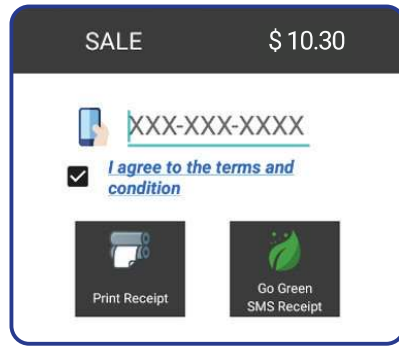 SALE $ 10.30
XXX-XXX-XXXX
I agree to the terms and
condition
Print Receipt
Go Green
SMS Receipt